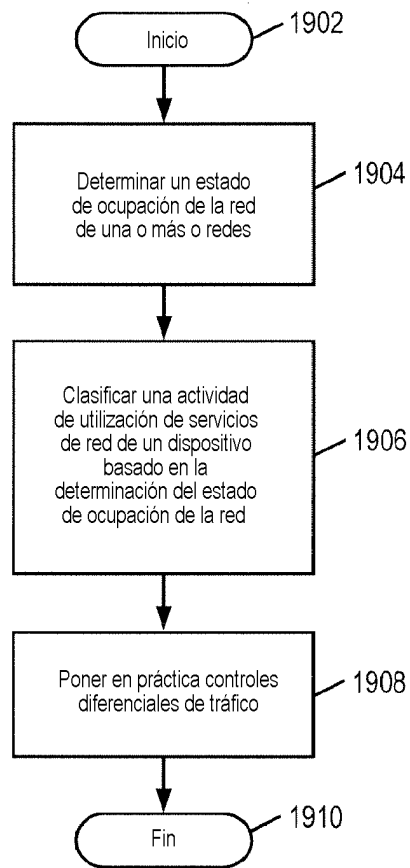 Inicio
1902
Determinar un estado
de ocupación de la red
de una o más o redes
1904
Clasificar una actividad
de utilización de servicios
de red de un dispositivo
basado en la
determinación del estado
de ocupación de la red
1906
Poner en práctica controles
diferenciales de tráfico
1908
Fin
1910